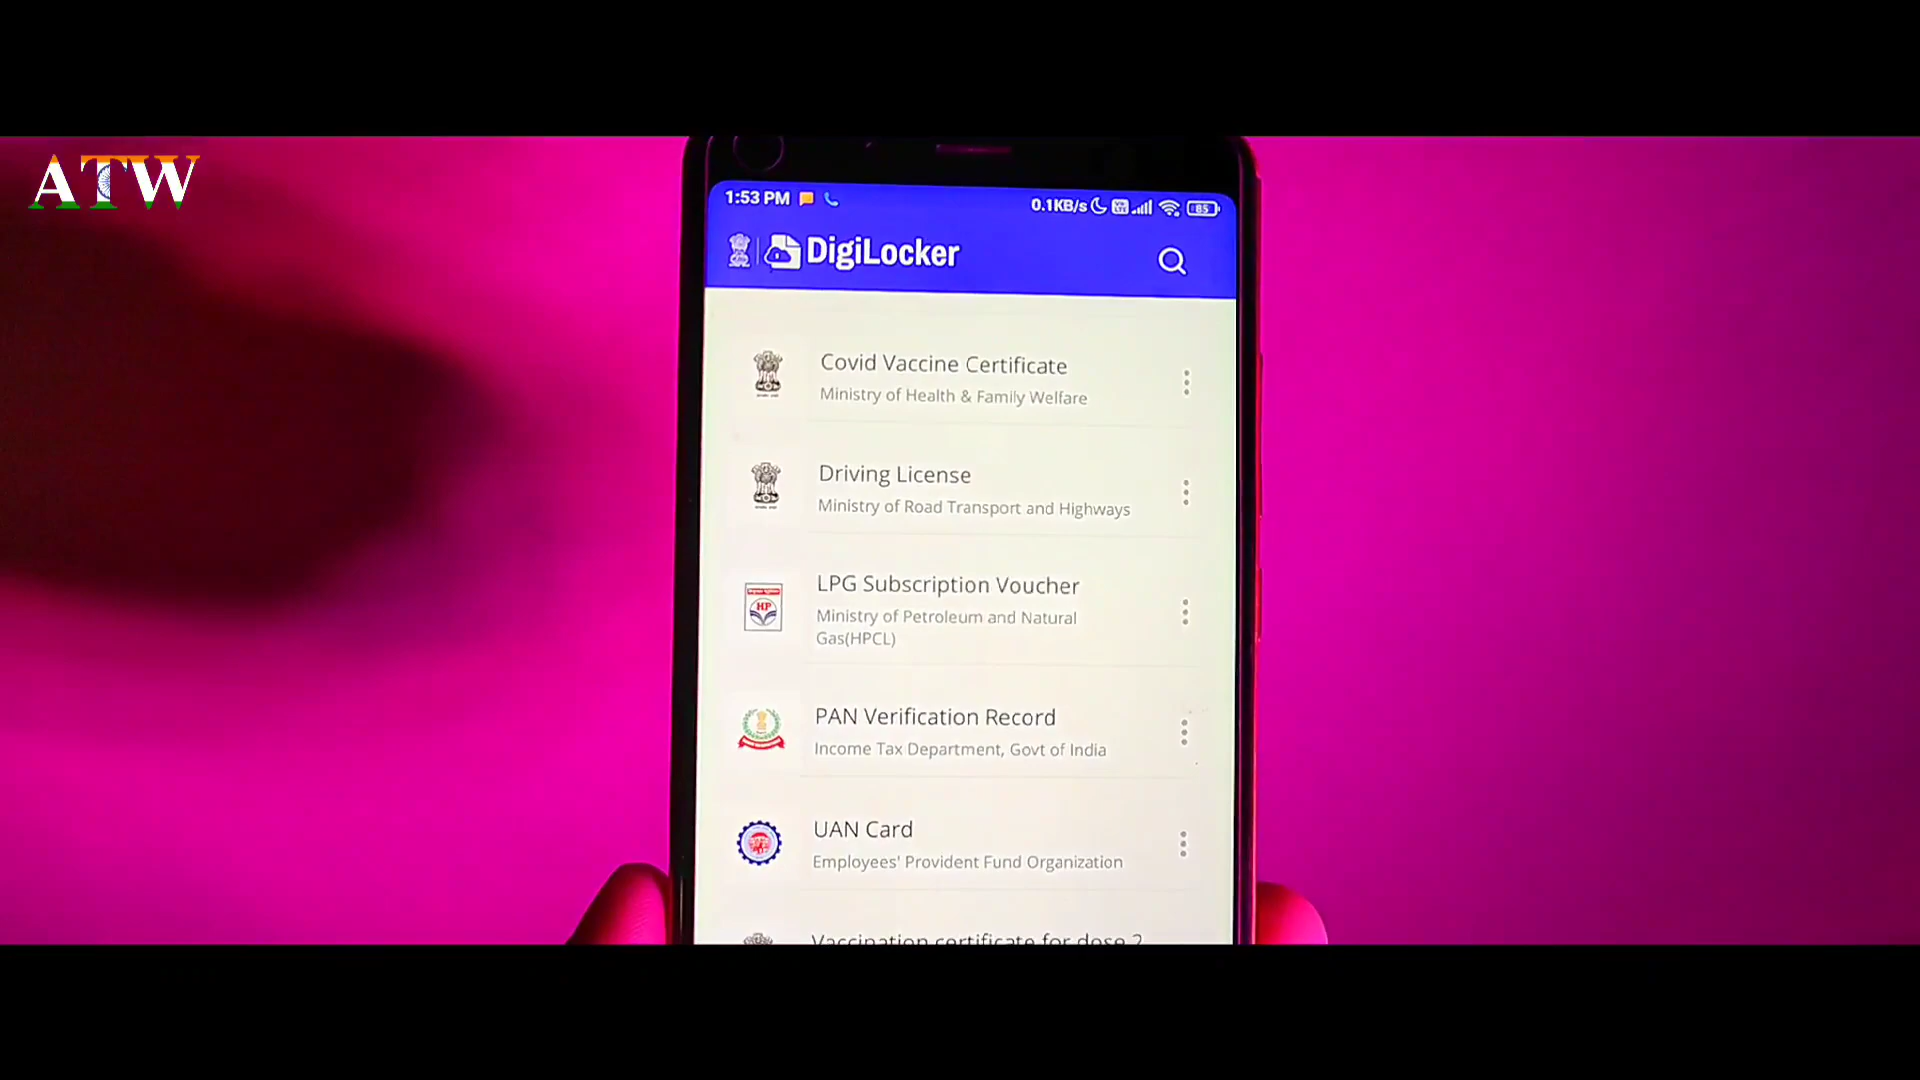 ATW
1:53 PM 0.1KB/s 85
DigiLocker
Covid Vaccine Certificate
Ministry of Health & Family Welfare
Driving License
Ministry of Road Transport and Highways
LPG Subscription Voucher
HP
Ministry of Petroleum and Natural
Gas(HPCL)
PAN Verification Record
Income Tax Department, Govt of India
UAN Card
Employees' Provident Fund Organization
Vaccination certificate for dose 2